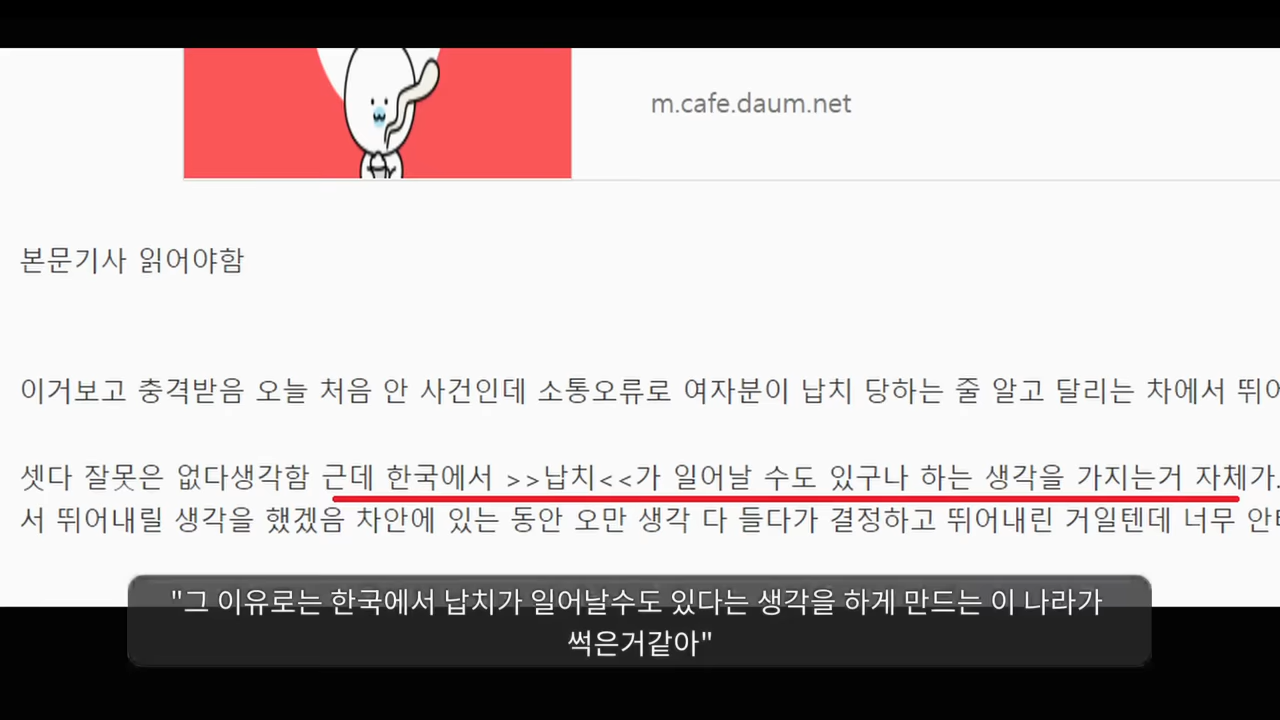 m.cafe.daum.net
본문기사 읽어야함
이거보고 충격받음 오늘 처음 안 사건인데 소통오류로 여자분이 납치 당하는 줄 알고 달리는 차에서 뛰어
셋다 잘못은 없다생각함 근데 한국에서 >>납치<<가 일어날 수도 있구나 하는 생각을 가지는거 자체가
서 뛰어내릴 생각을 했겠음 차안에 있는 동안 오만 생각 다 들다가 결정하고 뛰어내린 거일텐데 너무
"그 이유로는 한국에서 납치가 일어날수도 있다는 생각을 하게 만드는 이 나라가
썩은거같아"